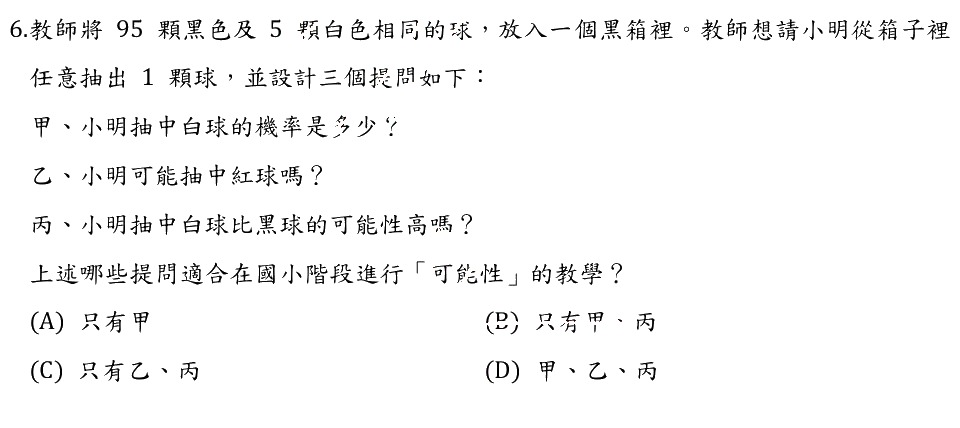 6.教師將 95 顆黑色及 5 顆白色相同的球，放入一個黑箱裡。教師想請小明從箱子裡
任意抽出 1 顆球，並設計三個提問如下：
甲、小明抽中白球的機率是多少？
乙、小明可能抽中紅球嗎？
丙、小明抽中白球比黑球的可能性高嗎？
上述哪些提問適合在國小階段進行「可能性」的教學？
(A) 只有甲 (B) 只有甲、丙
(C) 只有乙、丙 (D) 甲、乙、丙